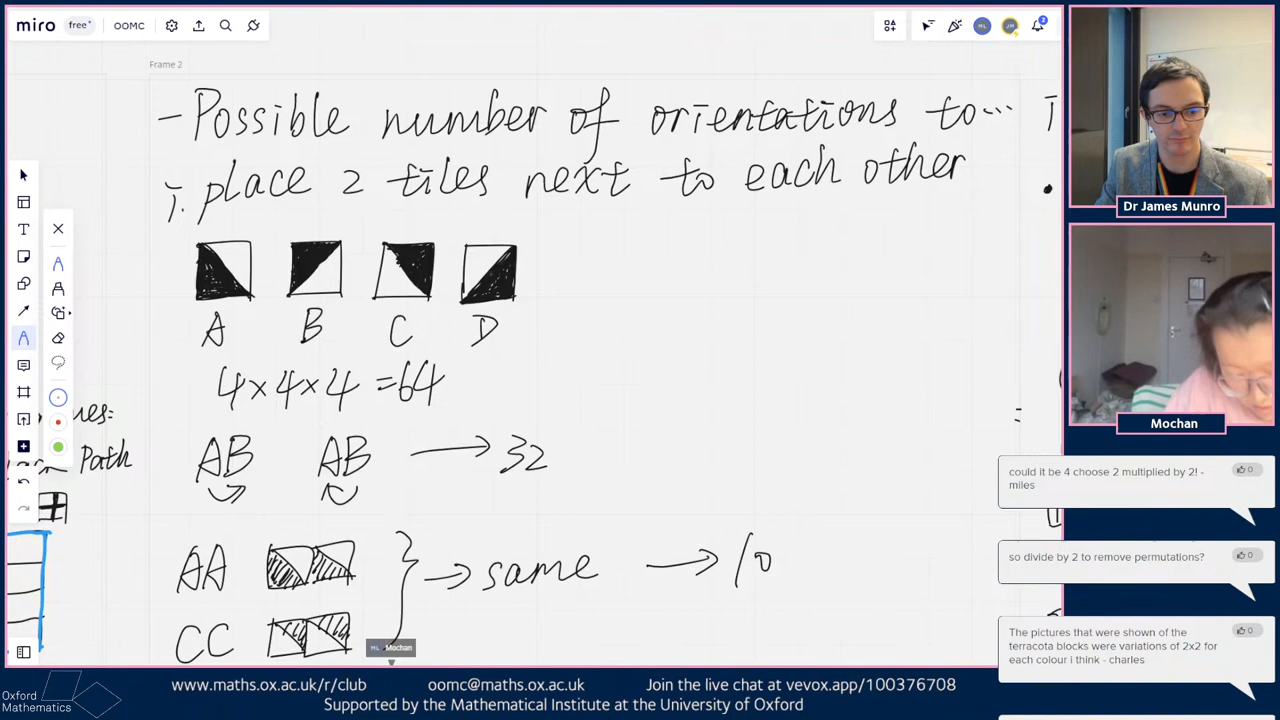 miro free OOMC
Frame 2
- Possible number of orientations to...
i. place 2 tiles next to each other
A B C D
4 × 4 × 4 = 64
AB AB → 32
AA
→ same → 10
CC
Path
ML Mochan
Dr James Munro
Mochan
could it be 4 choose 2 multiplied by 2! -
miles
so divide by 2 to remove permutations?
The pictures that were shown of the
terracota blocks were variations of 2x2 for
each colour i think - charles
Oxford
Mathematics
www.maths.ox.ac.uk/r/club oomc@maths.ox.ac.uk Join the live chat at vevox.app/100376708
Supported by the Mathematical Institute at the University of Oxford